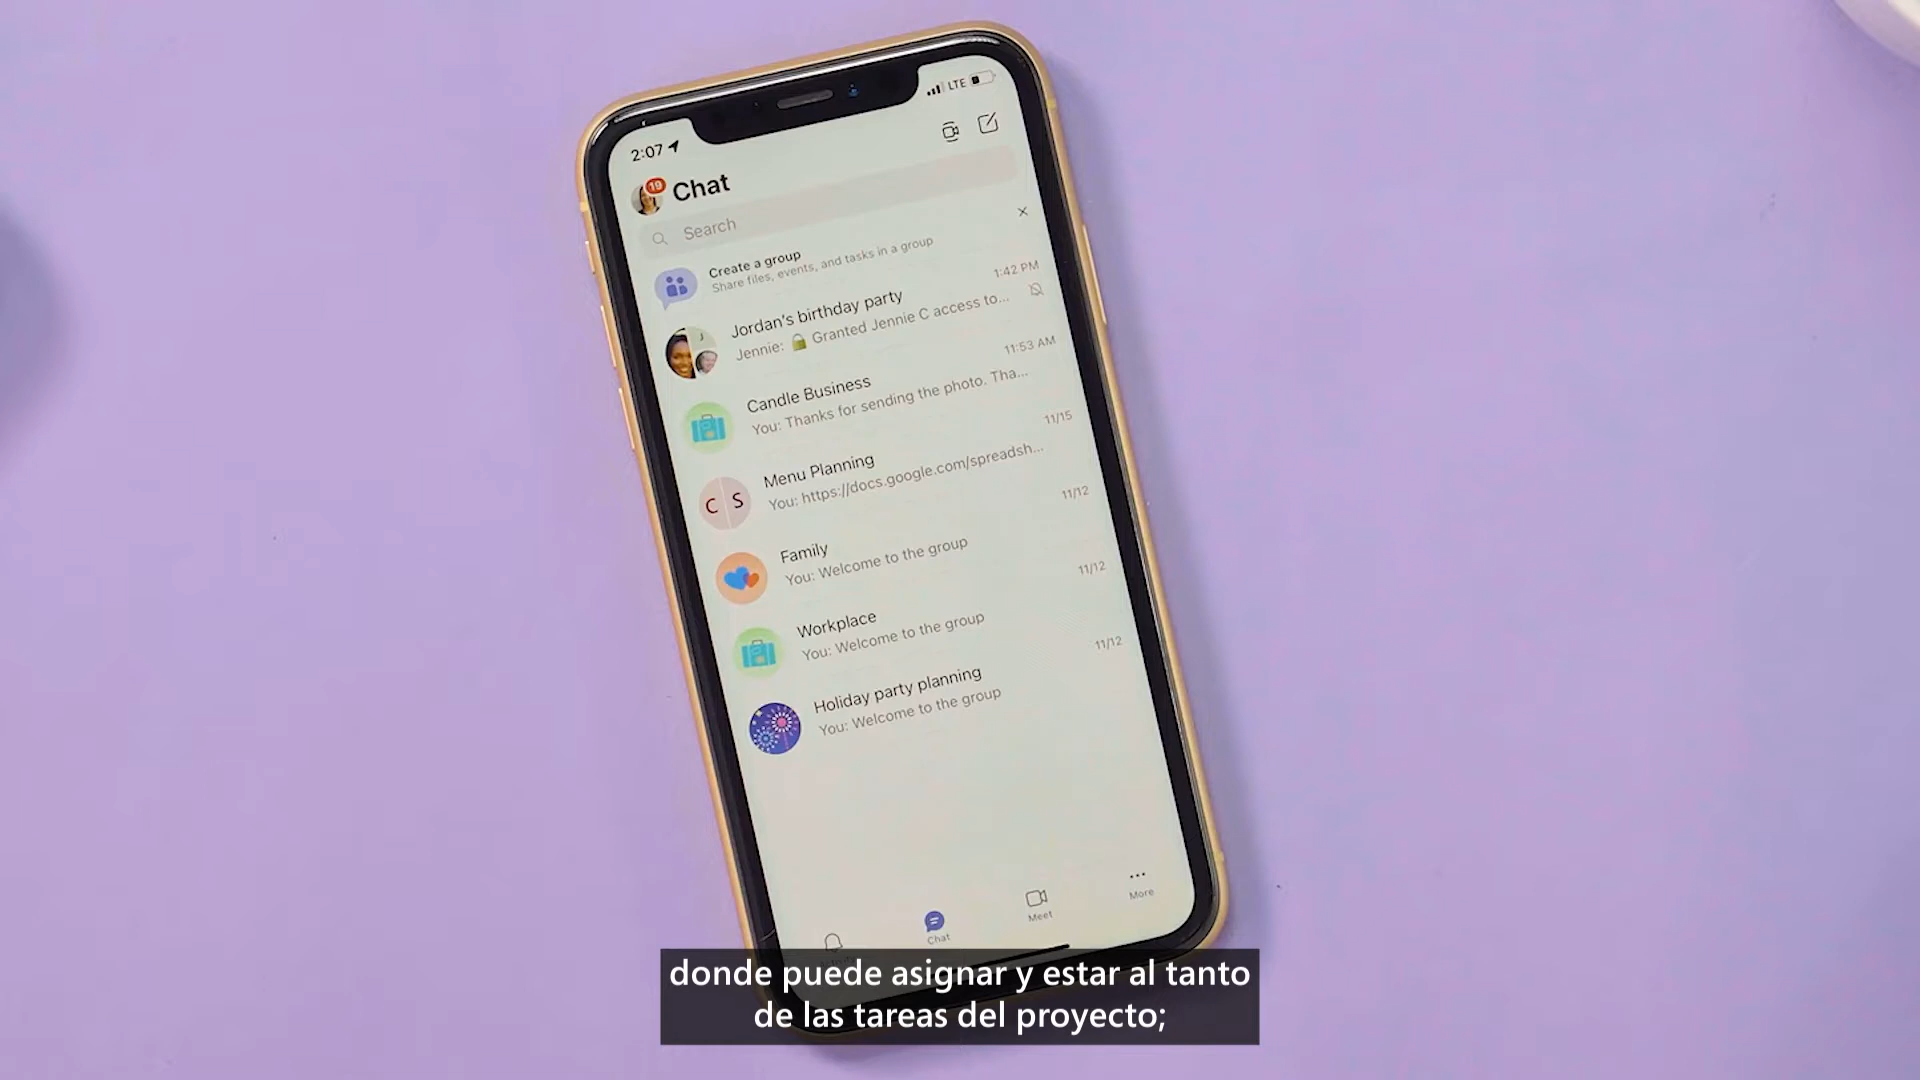 2:07
LTE
19
Chat
Search
Create a group
Share files, events, and tasks in a group
Jordan's birthday party
1:42 PM
Jennie: Granted Jennie C access to...
Candle Business
11:53 AM
You: Thanks for sending the photo. Tha...
C S
Menu Planning
11/15
You: https://docs.google.com/spreadsh...
Family
11/12
You: Welcome to the group
Workplace
11/12
You: Welcome to the group
Holiday party planning
11/12
You: Welcome to the group
Chat
Meet
More
donde puede asignar y estar al tanto
de las tareas del proyecto;